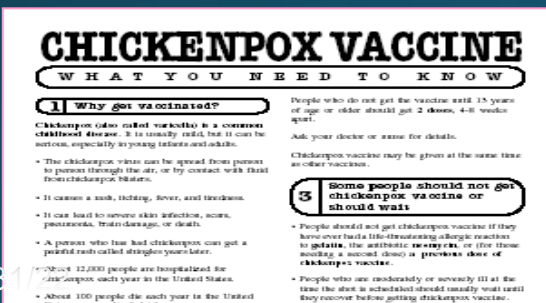 CHICKENPOX VACCINE
WHAT YOU NEED TO KNOW
1 Why get vaccinated?
Chickenpox (also called varicella) is a common
childhood disease. It is usually mild, but it can be
serious, especially in young infants and adults.
• The chickenpox virus can be spread from person
to person through the air, or by contact with fluid
from chickenpox blisters.
• It causes a rash, itching, fever, and tiredness.
• It can lead to severe skin infection, scars,
pneumonia, brain damage, or death.
• A person who has had chickenpox can get a
painful rash called shingles years later.
• About 12,000 people are hospitalized for
chickenpox each year in the United States.
• About 100 people die each year in the United
People who do not get the vaccine until 13 years
of age or older should get 2 doses, 4-8 weeks
apart.
Ask your doctor or nurse for details.
Chickenpox vaccine may be given at the same time
as other vaccines.
3 Some people should not get
chickenpox vaccine or
should wait
• People should not get chickenpox vaccine if they
have ever had a life-threatening allergic reaction
to gelatin, the antibiotic neomycin, or (for those
needing a second dose) a previous dose of
chickenpox vaccine.
• People who are moderately or severely ill at the
time the shot is scheduled should usually wait until
they recover before getting chickenpox vaccine.